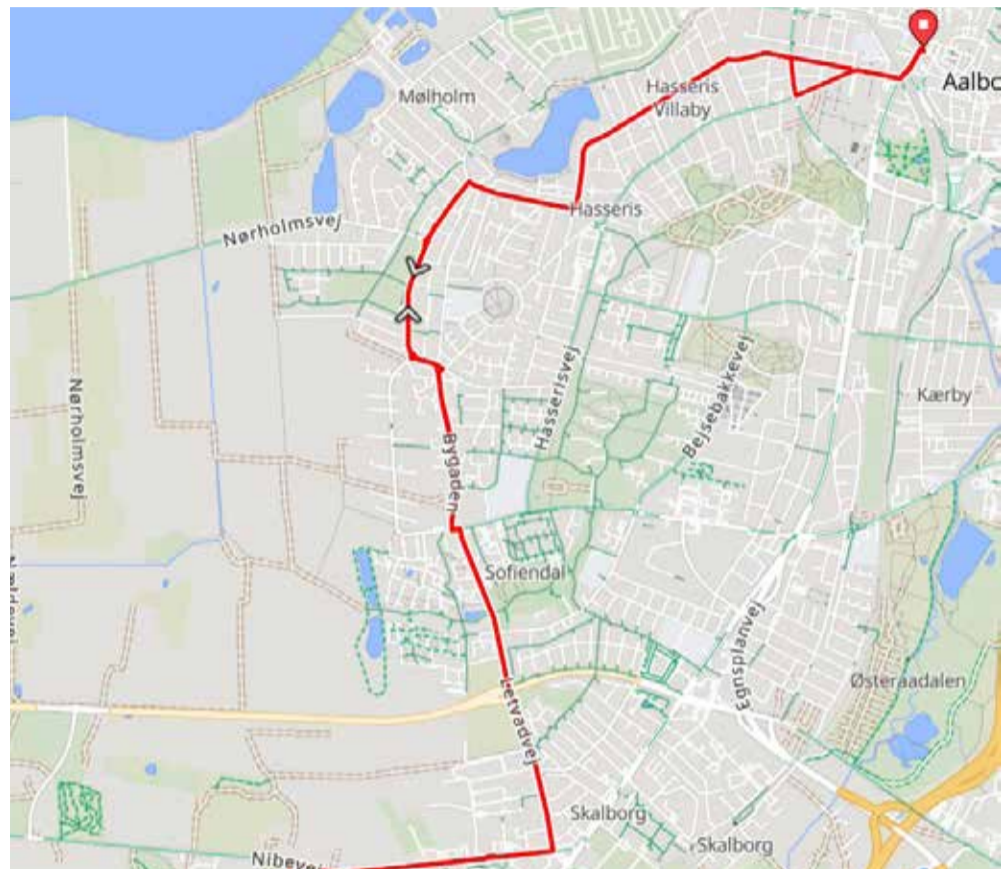 Aalbo
Mølholm
Hasseris
Villaby
Hasseris
Nørholmsvej
Nørholmsvej
Hasserisvej
Bejsebakkevej
Kærby
Bygaden
Sofiendal
Egnsplanvej
Østeraadalen
Letvadvej
Skalborg
Skalborg
Nibevej